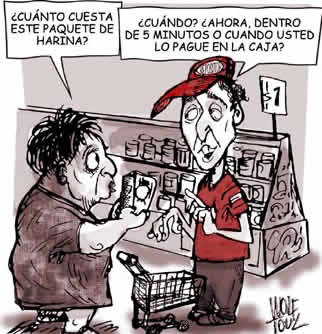 ¿CUÁNTO CUESTA
ESTE PAQUETE DE
HARINA?
¿CUÁNDO? ¿AHORA, DENTRO
DE 5 MINUTOS O CUANDO USTED
LO PAGUE EN LA CAJA?
1